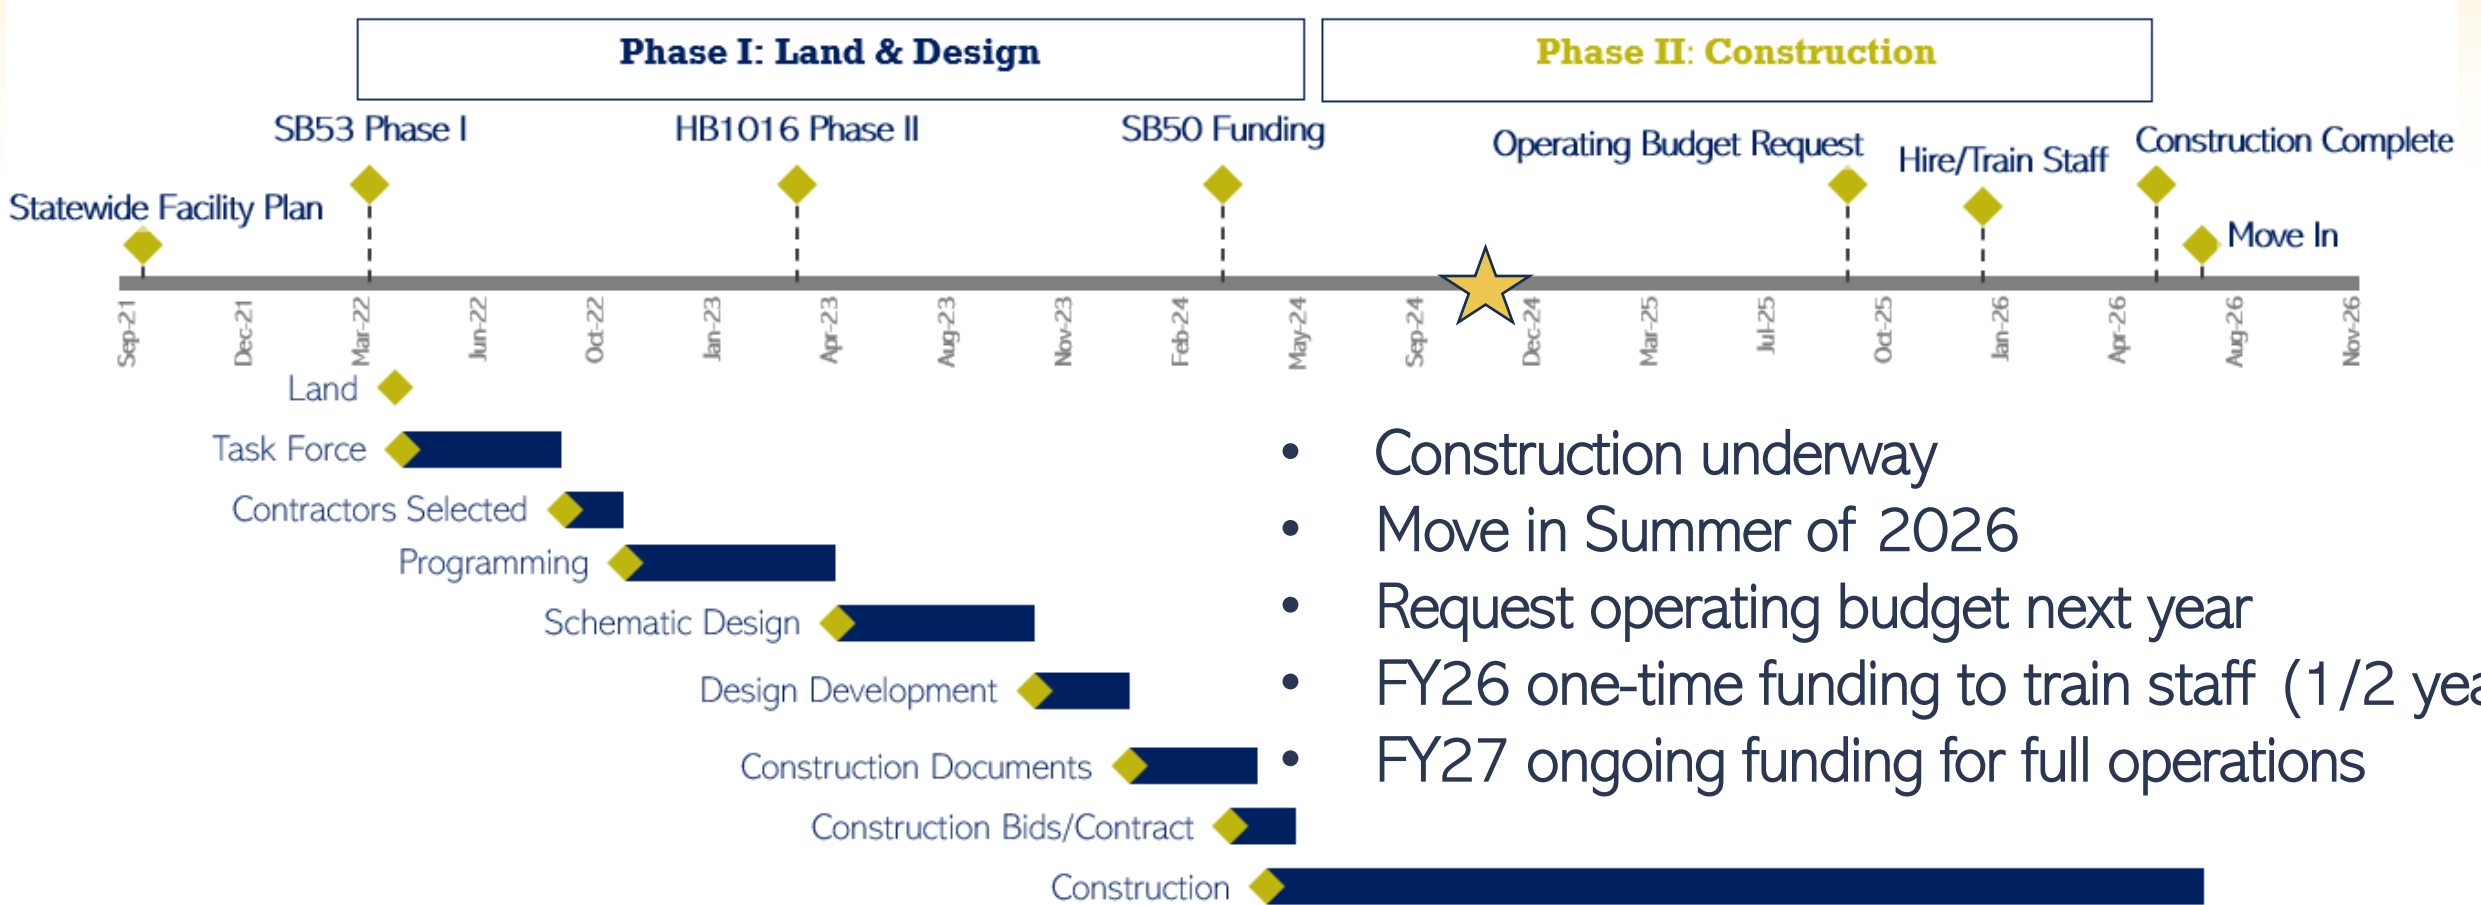 Phase I: Land & Design
Phase II: Construction
SB53 Phase I
HB1016 Phase II
SB50 Funding
Operating Budget Request
Hire/Train Staff
Construction Complete
Statewide Facility Plan
Move In
Sep-21
Dec-21
Mar-22
Jun-22
Oct-22
Jan-23
Apr-23
Aug-23
Nov-23
Feb-24
May-24
Sep-24
Dec-24
Mar-25
Jul-25
Oct-25
Jan-26
Apr-26
Aug-26
Nov-26
Land
Task Force
Contractors Selected
Programming
Schematic Design
Design Development
Construction Documents
Construction Bids/Contract
Construction
• Construction underway
• Move in Summer of 2026
• Request operating budget next year
• FY26 one-time funding to train staff (1/2
• FY27 ongoing funding for full operations